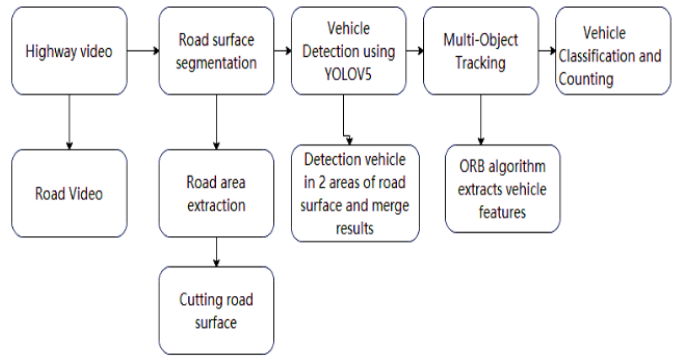 Highway video
Road surface
segmentation
Vehicle
Detection using
YOLOV5
Multi-Object
Tracking
Vehicle
Classification and
Counting
Road Video
Road area
extraction
Detection vehicle
in 2 areas of road
surface and merge
results
ORB algorithm
extracts vehicle
features
Cutting road
surface